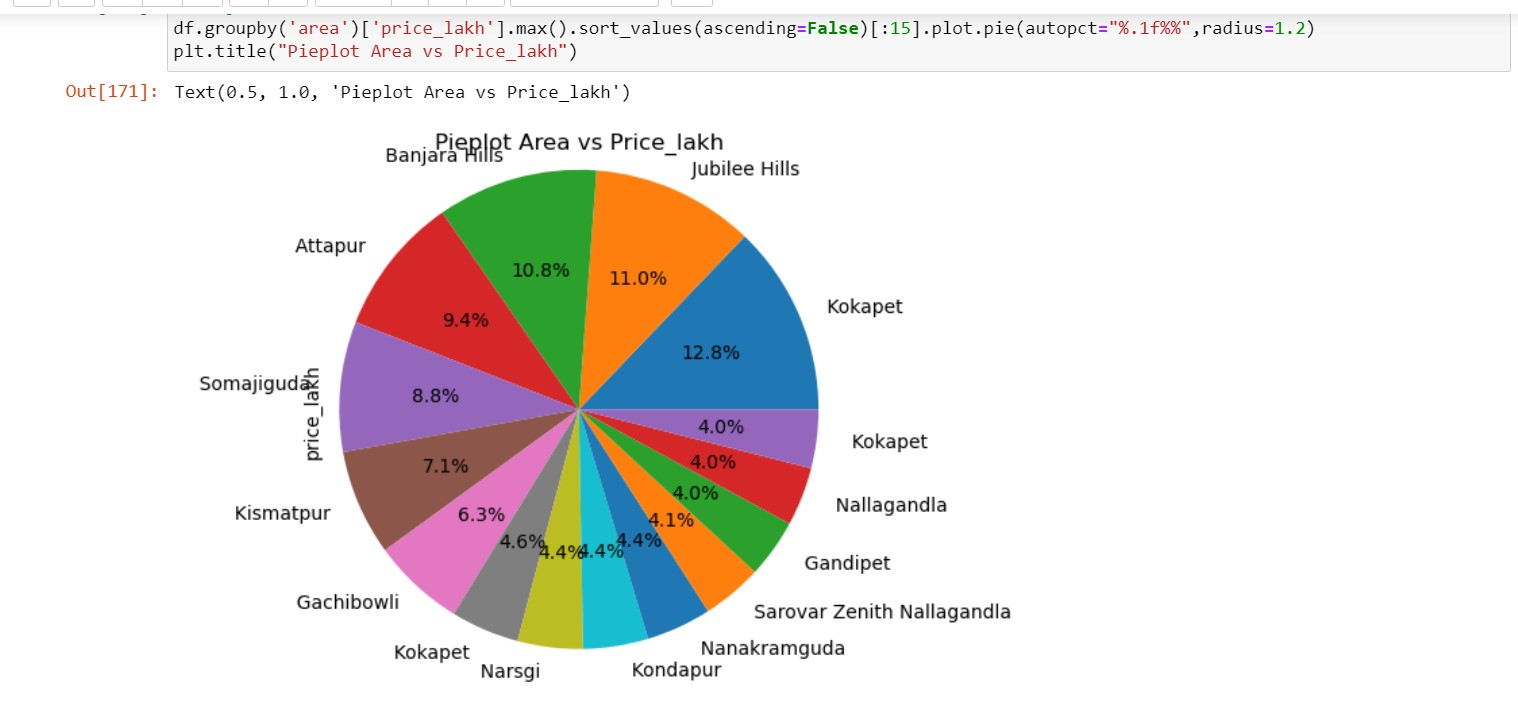 df.groupby('area')['price_lakh'].max().sort_values(ascending=False)[:15].plot.pie(autopct="%.1f%%",radius=1.2)
plt.title("Pieplot Area vs Price_lakh")
Out[171]: Text(0.5, 1.0, 'Pieplot Area vs Price_lakh')
Pieplot Area vs Price_lakh
Banjara Hills
Jubilee Hills
Attapur
10.8%
11.0%
Kokapet
9.4%
12.8%
Somajiguda
8.8%
price_lakh
4.0%
Kokapet
7.1%
4.0%
4.0%
Nallagandla
Kismatpur
6.3%
4.1%
4.6%
4.4%
4.4%
4.4%
Gandipet
Gachibowli
Sarovar Zenith Nallagandla
Kokapet
Nanakramguda
Narsgi
Kondapur